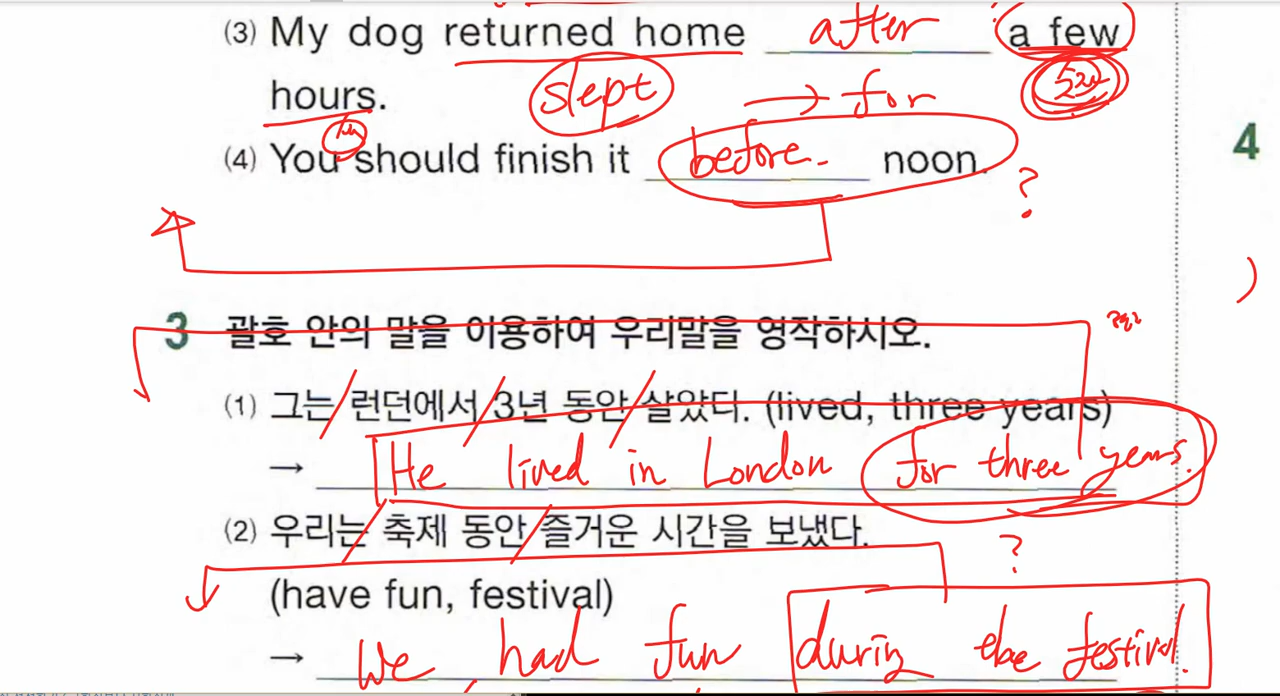 (3) My dog returned home after a few
hours. slept → for
(4) You should finish it before. noon.
?
4
)
3 괄호 안의 말을 이용하여 우리말을 영작하시오.
(1) 그는/런던에서/3년 동안/살았다. (lived, three years)
→ He lived in London for three years.
(2) 우리는/축제 동안/즐거운 시간을 보냈다.
?
(have fun, festival)
→ We had fun during the festival.